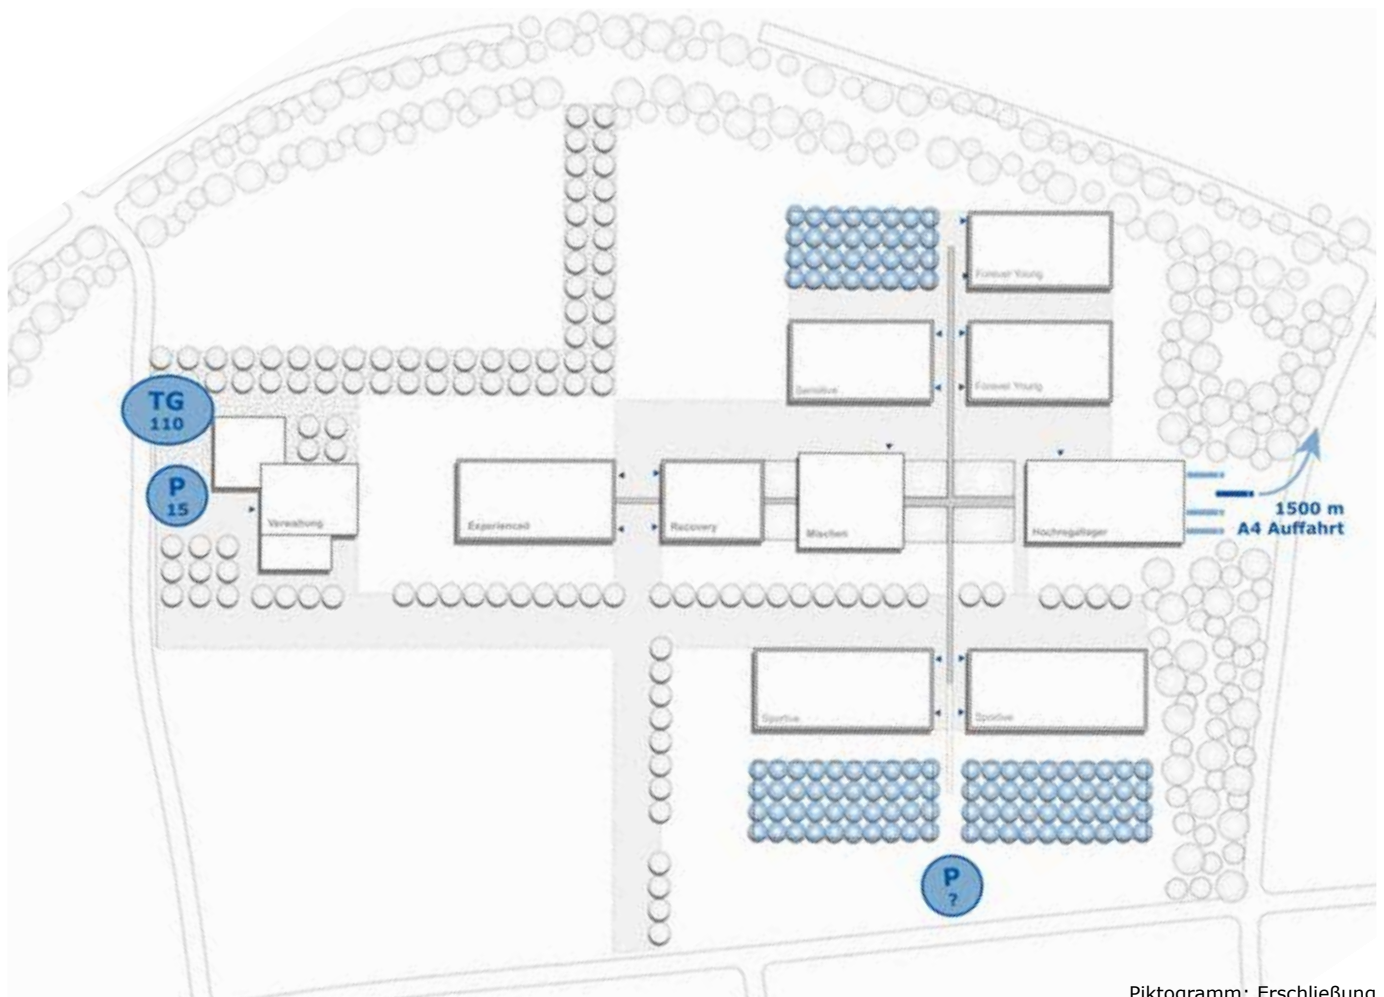 Forever Young
Sensitive
Forever Young
TG
110
P
15
Verwaltung
Experienced
Recovery
Mischen
Hochregallager
1500 m
A4 Auffahrt
Sportive
Sportive
P
?
Piktogramm: Erschließung